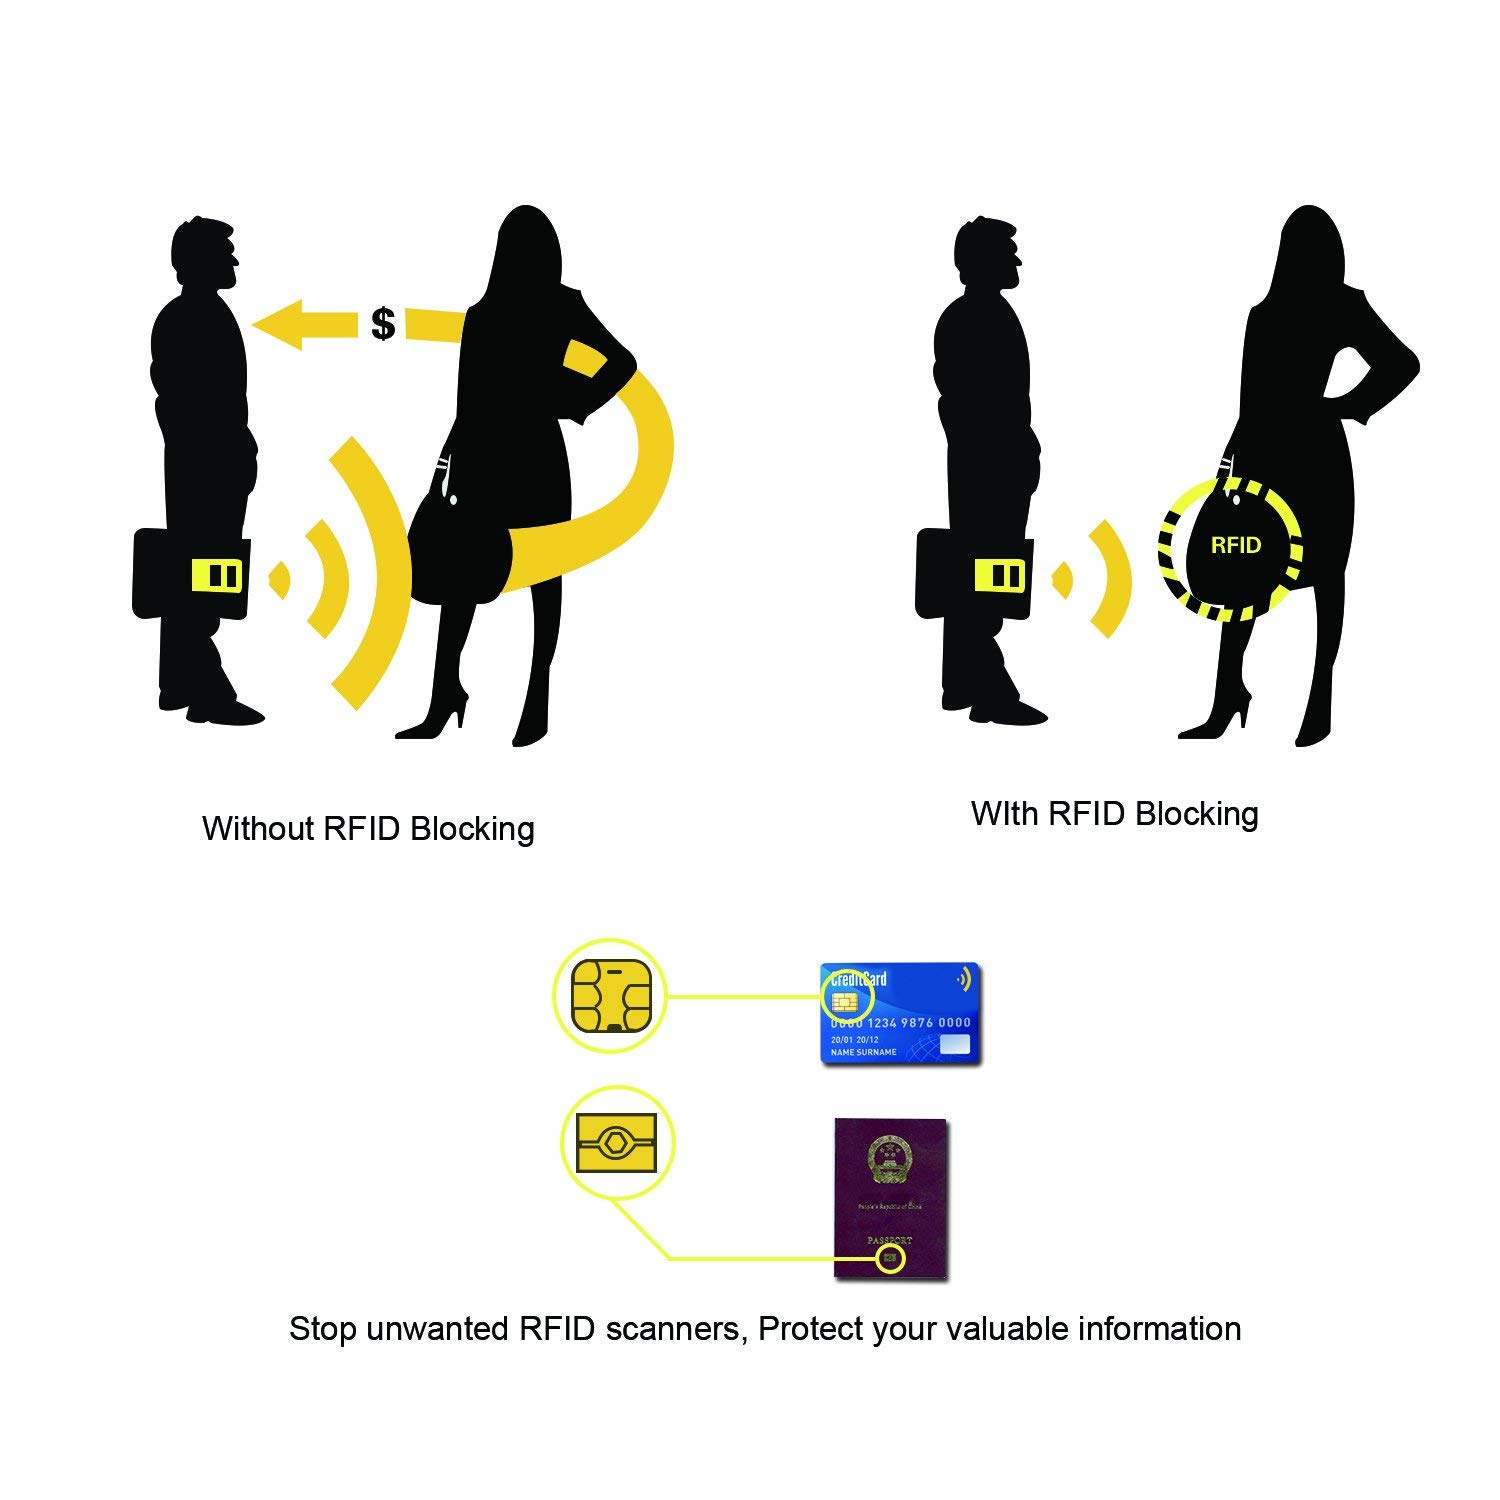 $
RFID
Without RFID Blocking
WIth RFID Blocking
CreditCard
0000 1234 9876 0000
20/01 20/12
NAME SURNAME
People's Republic of China
PASSPORT
Stop unwanted RFID scanners, Protect your valuable information